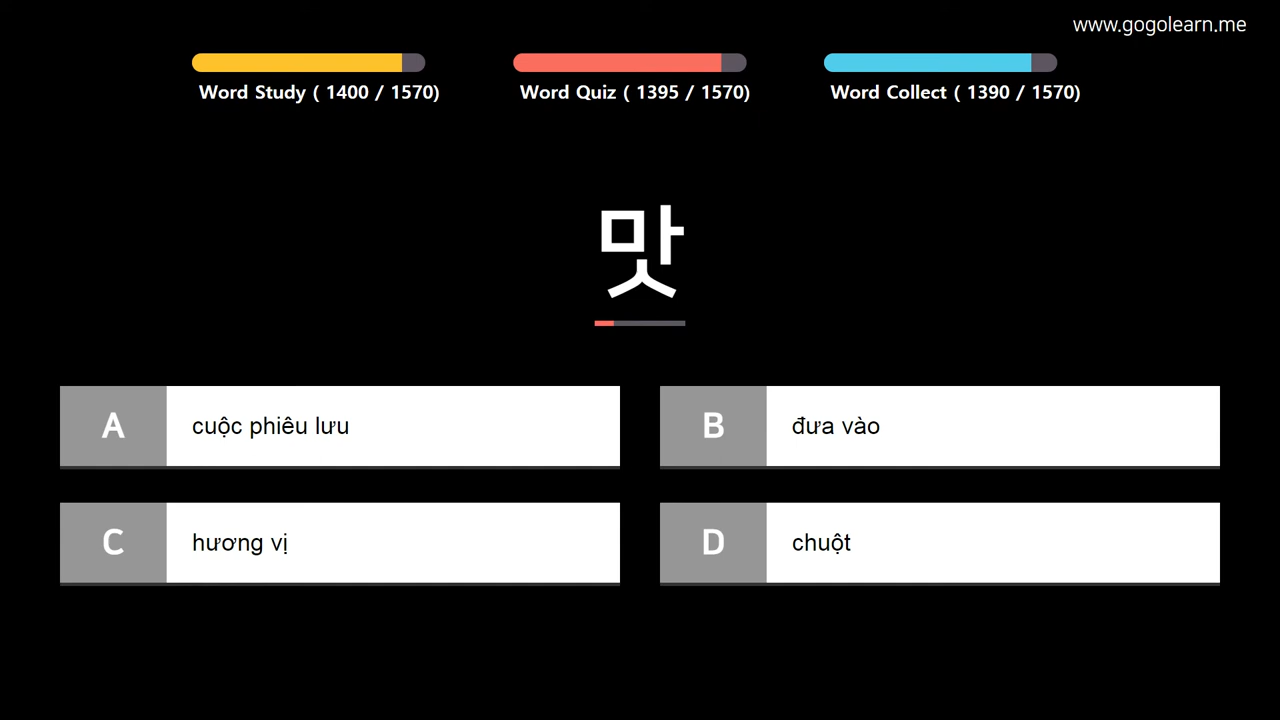 www.gogolearn.me
Word Study ( 1400 / 1570)
Word Quiz ( 1395 / 1570)
Word Collect ( 1390 / 1570)
맛
A cuộc phiêu lưu
B đưa vào
C hương vị
D chuột